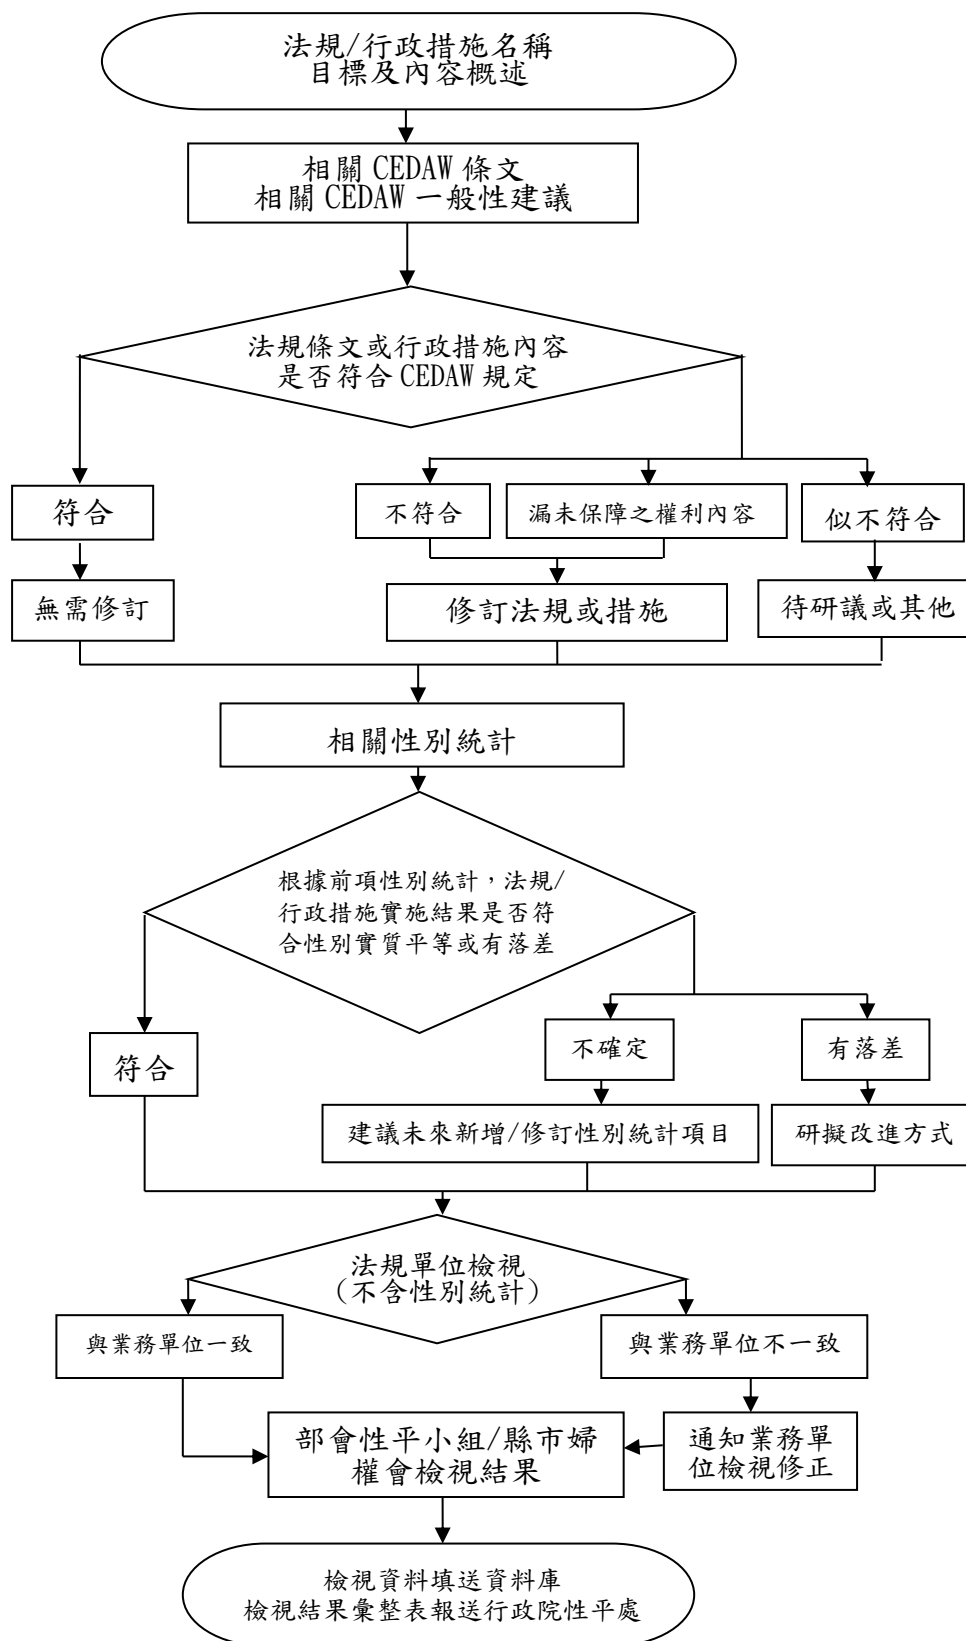 法規/行政措施名稱
目標及內容概述
相關 CEDAW 條文
相關 CEDAW 一般性建議
法規條文或行政措施內容
是否符合 CEDAW 規定
符合
不符合
漏未保障之權利內容
似不符合
無需修訂
修訂法規或措施
待研議或其他
相關性別統計
根據前項性別統計，法規/
行政措施實施結果是否符
合性別實質平等或有落差
符合
不確定
有落差
建議未來新增/修訂性別統計項目
研擬改進方式
法規單位檢視
(不含性別統計)
與業務單位一致
與業務單位不一致
部會性平小組/縣市婦
權會檢視結果
通知業務單
位檢視修正
檢視資料填送資料庫
檢視結果彙整表報送行政院性平處